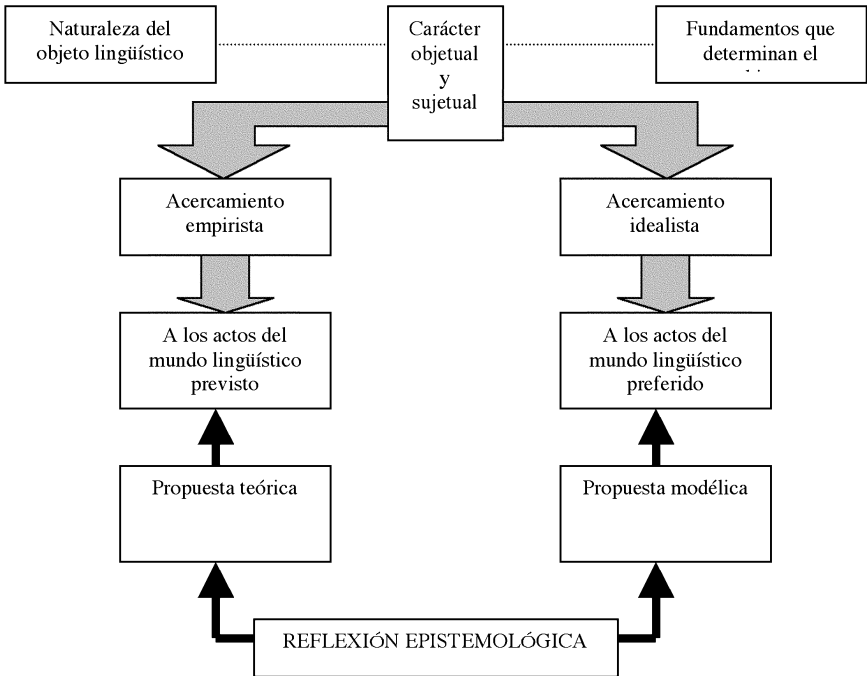 Naturaleza del
objeto lingüístico
Carácter
objetual
y
sujetual
Fundamentos que
determinan el
Acercamiento
empirista
Acercamiento
idealista
A los actos del
mundo lingüístico
previsto
A los actos del
mundo lingüístico
preferido
Propuesta teórica
Propuesta modélica
REFLEXIÓN EPISTEMOLÓGICA